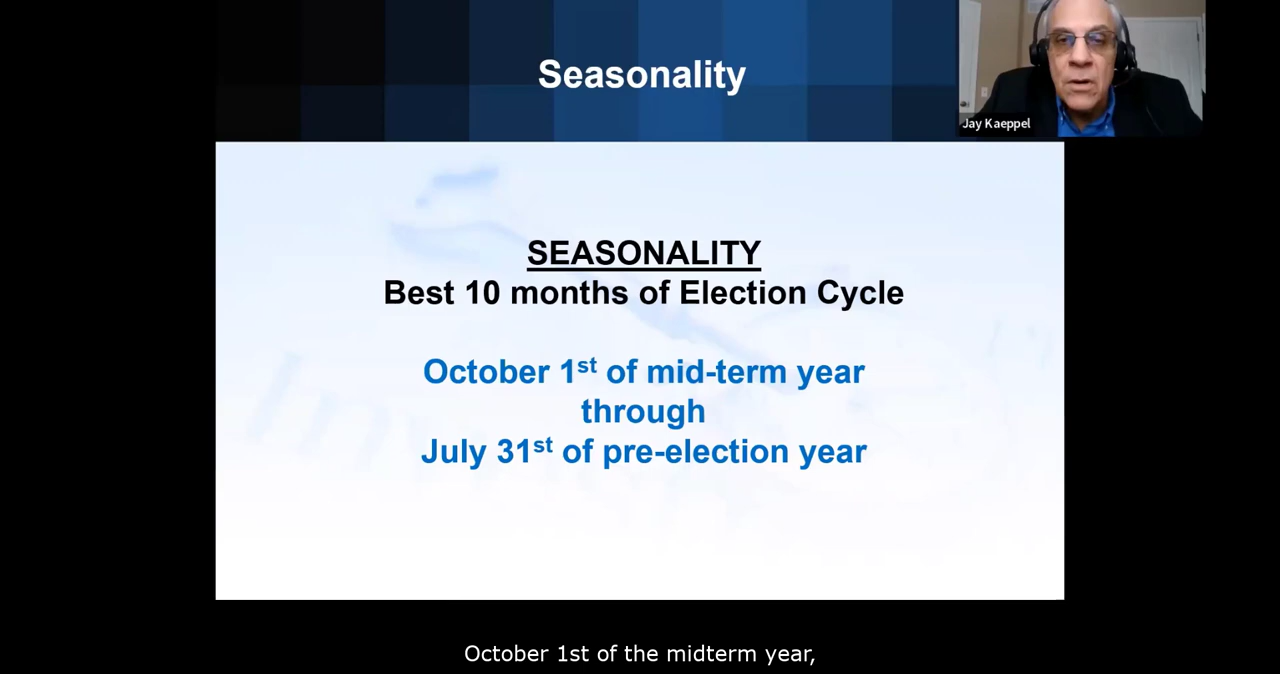 Seasonality
Jay Kaeppel
SEASONALITY
Best 10 months of Election Cycle
October 1st of mid-term year
through
July 31st of pre-election year
October 1st of the midterm year,